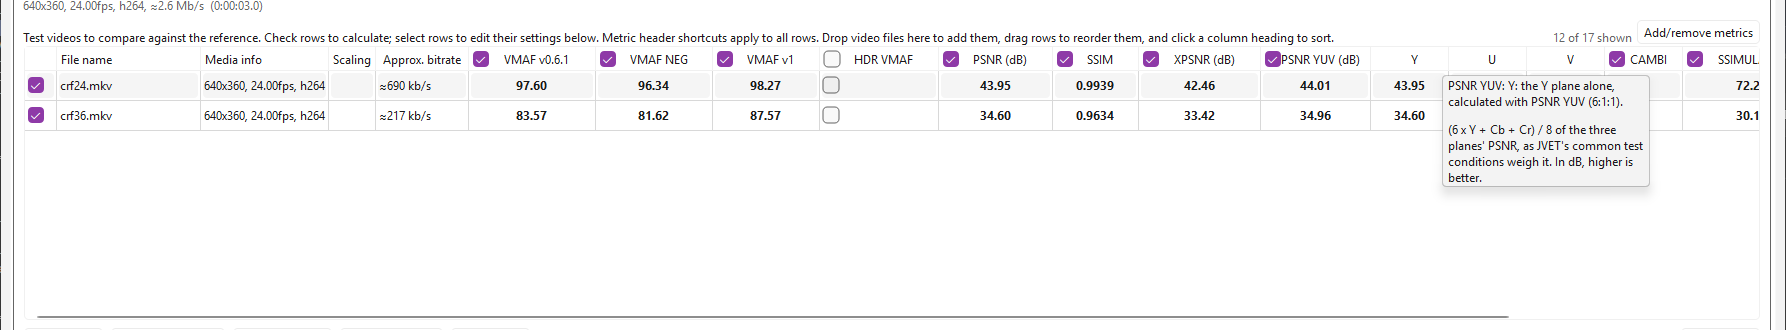 640x360, 24.00fps, h264, ≈2.6 Mb/s (0:00:03.0)
Test videos to compare against the reference. Check rows to calculate; select rows to edit their settings below. Metric header shortcuts apply to all rows. Drop video files here to add them, drag rows to reorder them, and click a column heading to sort.
12 of 17 shown
Add/remove metrics
File name Media info Scaling Approx. bitrate VMAF v0.6.1 VMAF NEG VMAF v1 HDR VMAF PSNR (dB) SSIM XPSNR (dB) PSNR YUV (dB) Y U V CAMBI SSIMUL
crf24.mkv 640x360, 24.00fps, h264 ≈690 kb/s 97.60 96.34 98.27 43.95 0.9939 42.46 44.01 43.95 72.2
crf36.mkv 640x360, 24.00fps, h264 ≈217 kb/s 83.57 81.62 87.57 34.60 0.9634 33.42 34.96 34.60 30.1
PSNR YUV: Y: the Y plane alone,
calculated with PSNR YUV (6:1:1).
(6 x Y + Cb + Cr) / 8 of the three
planes' PSNR, as JVET's common test
conditions weigh it. In dB, higher is
better.